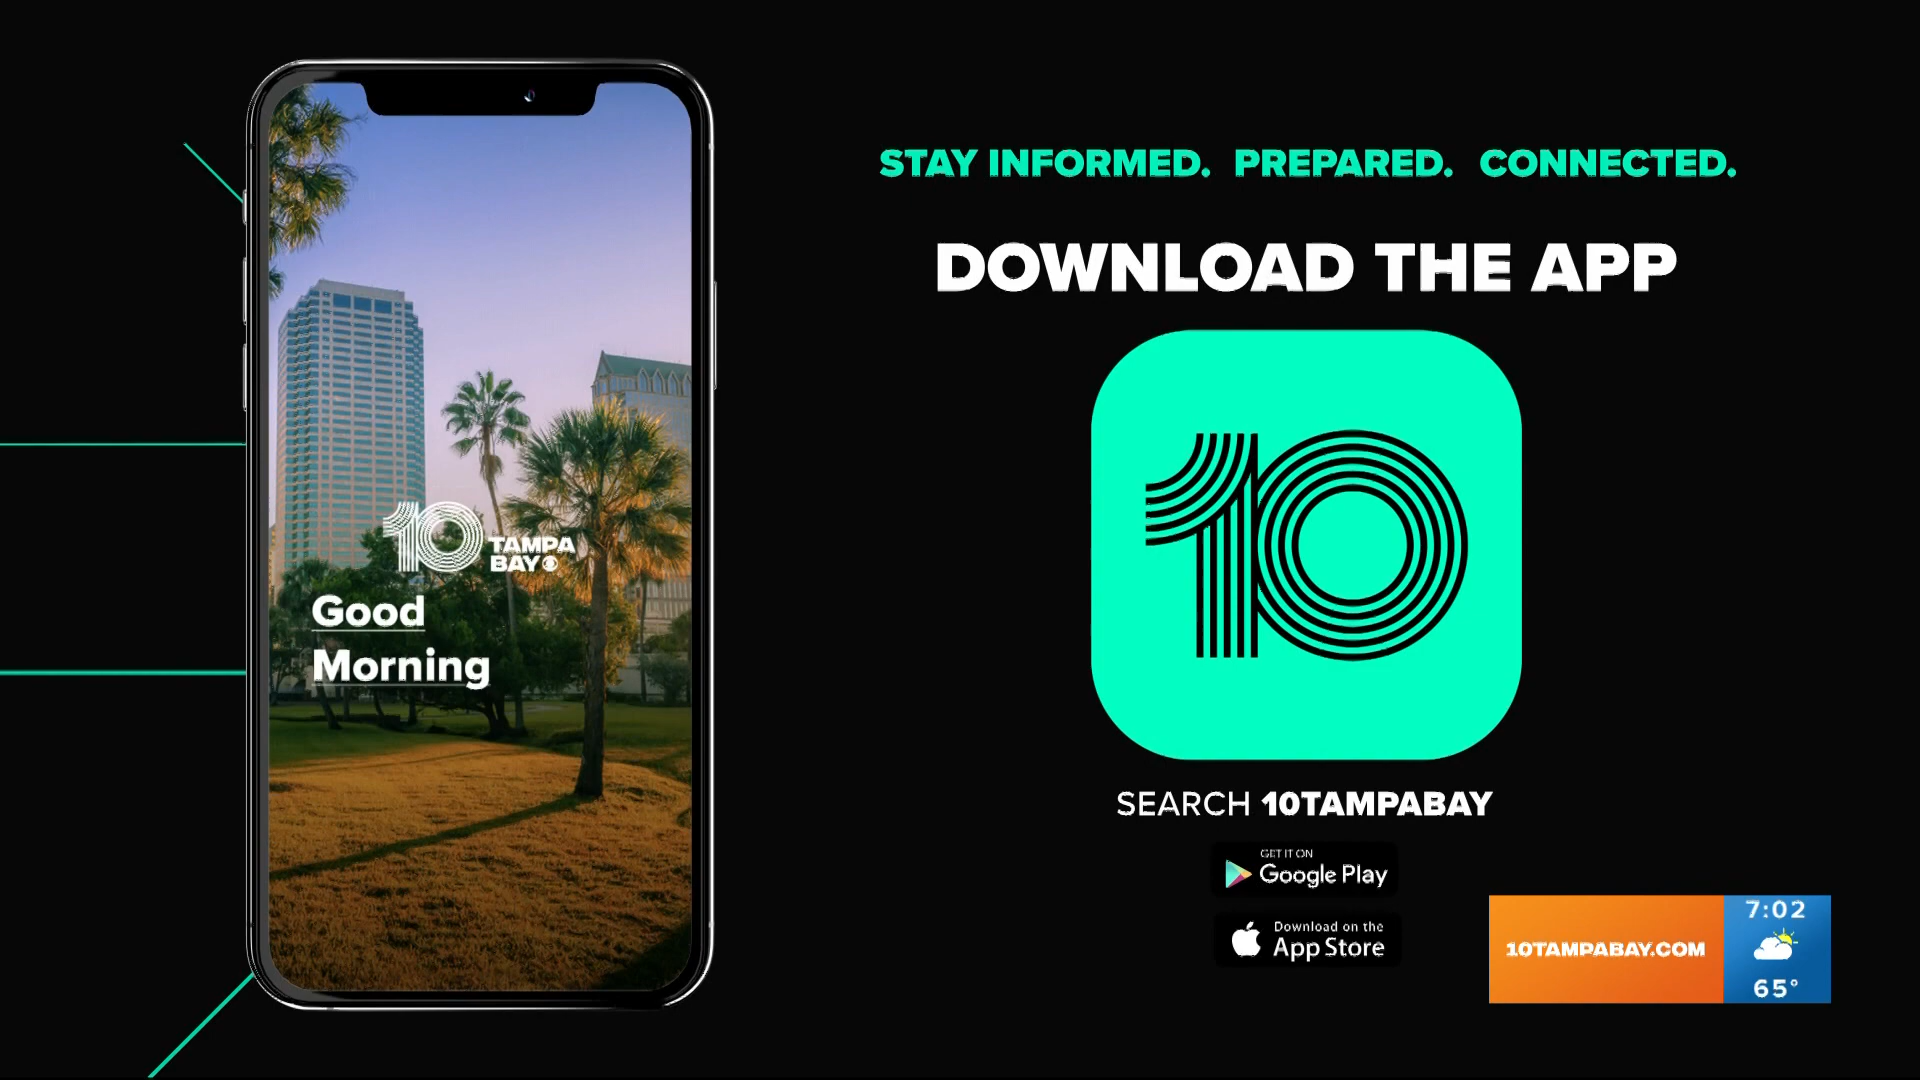 STAY INFORMED. PREPARED. CONNECTED.
DOWNLOAD THE APP
10
SEARCH 10TAMPABAY
GET IT ON
Google Play
Download on the
App Store
10 TAMPA
BAY
Good
Morning
10TAMPABAY.COM
7:02
65°